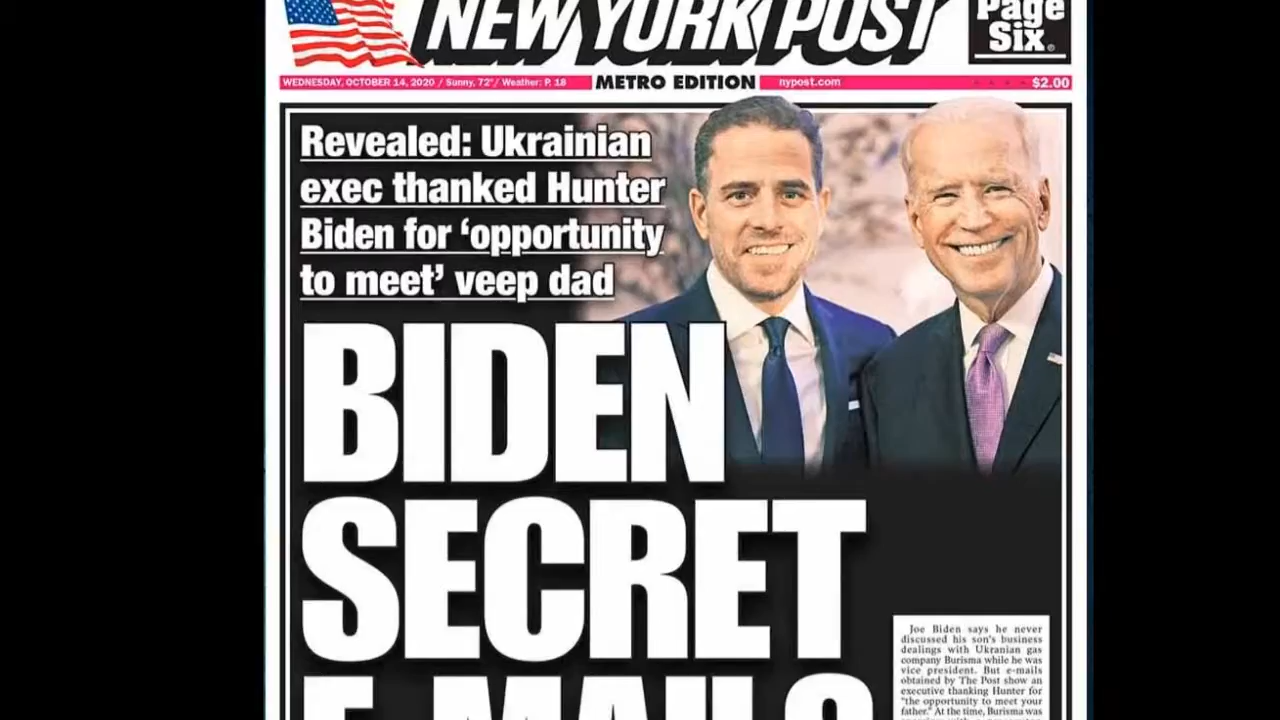 NEW YORK POST
Page
Six®
WEDNESDAY, OCTOBER 14, 2020 / Sunny, 72° / Weather: P. 18
METRO EDITION
nypost.com
$2.00
Revealed: Ukrainian
exec thanked Hunter
Biden for ‘opportunity
to meet’ veep dad
BIDEN
SECRET
E-MAILS
Joe Biden says he never
discussed his son's business
dealings with Ukranian gas
company Burisma while he was
vice president. But e-mails
obtained by The Post show an
executive thanking Hunter for
"the opportunity to meet your
father." At the time, Burisma was